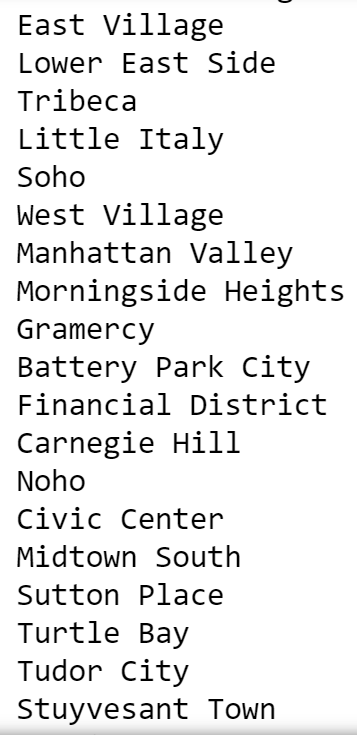 East Village
Lower East Side
Tribeca
Little Italy
Soho
West Village
Manhattan Valley
Morningside Heights
Gramercy
Battery Park City
Financial District
Carnegie Hill
Noho
Civic Center
Midtown South
Sutton Place
Turtle Bay
Tudor City
Stuyvesant Town